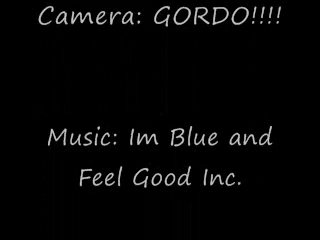 Camera: GORDO!!!!
Music: Im Blue and
Feel Good Inc.